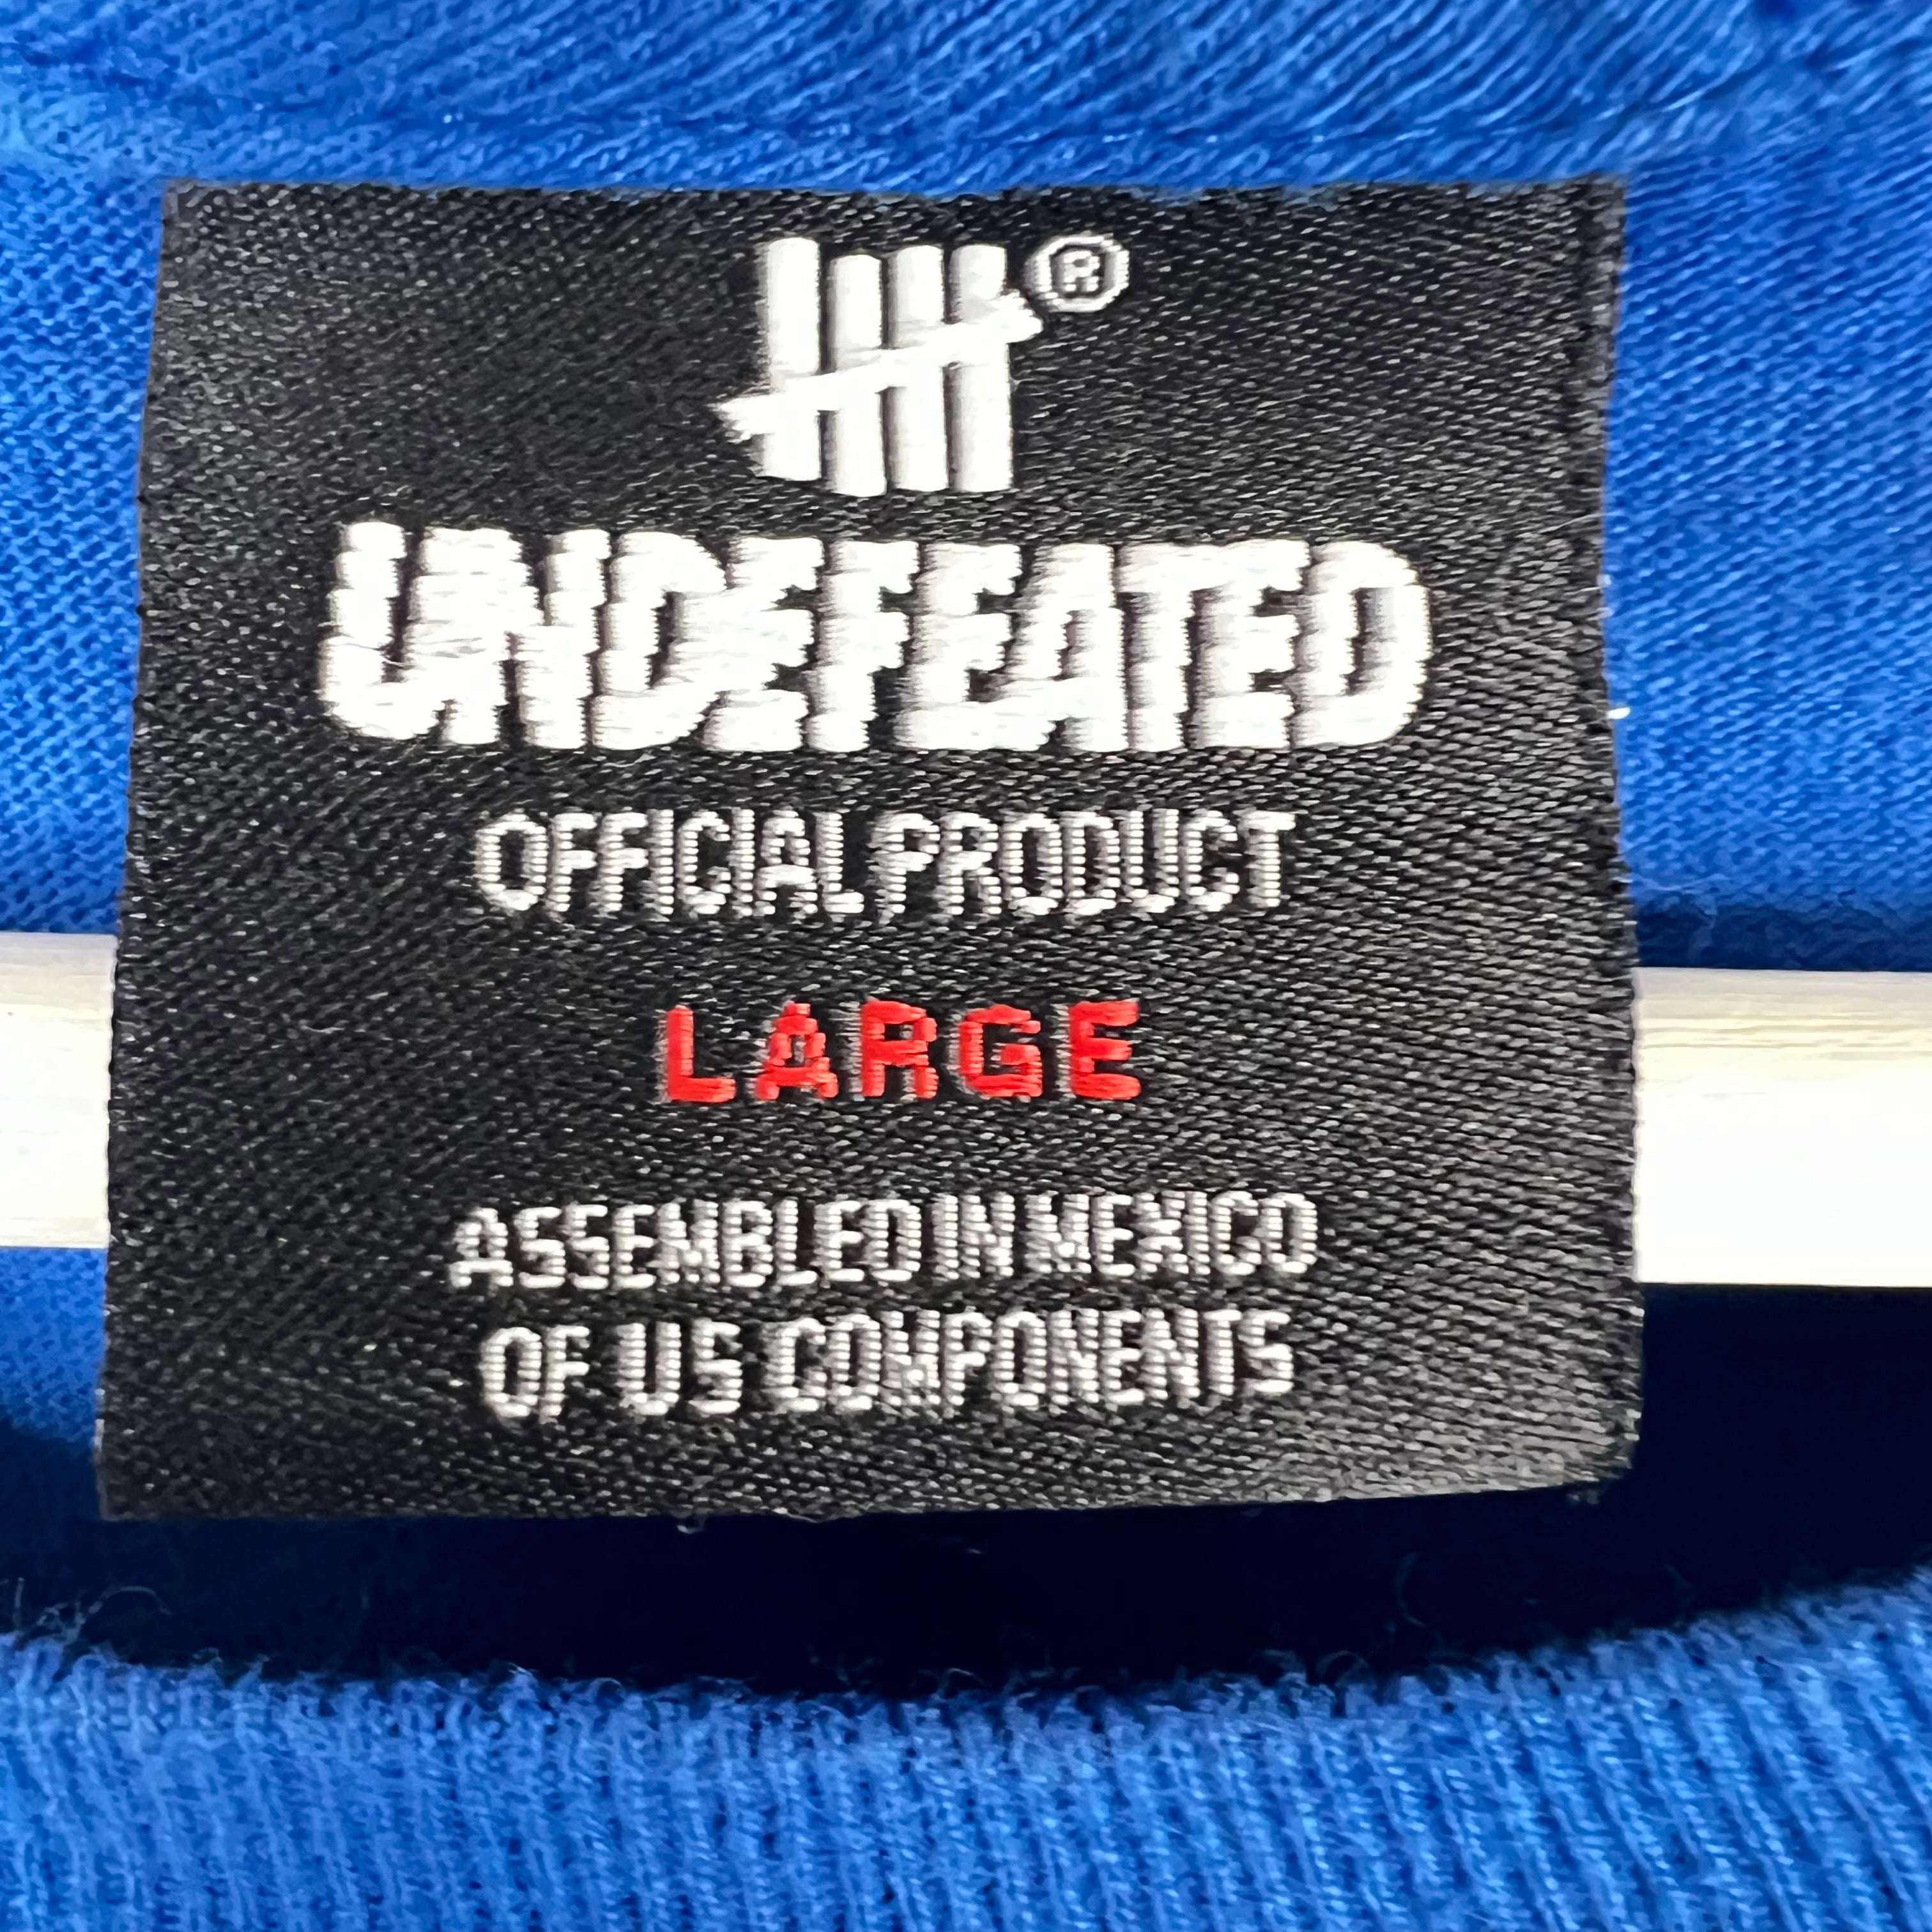 ®
UNDEFEATED
OFFICIAL PRODUCT
LARGE
ASSEMBLED IN MEXICO
OF US COMPONENTS